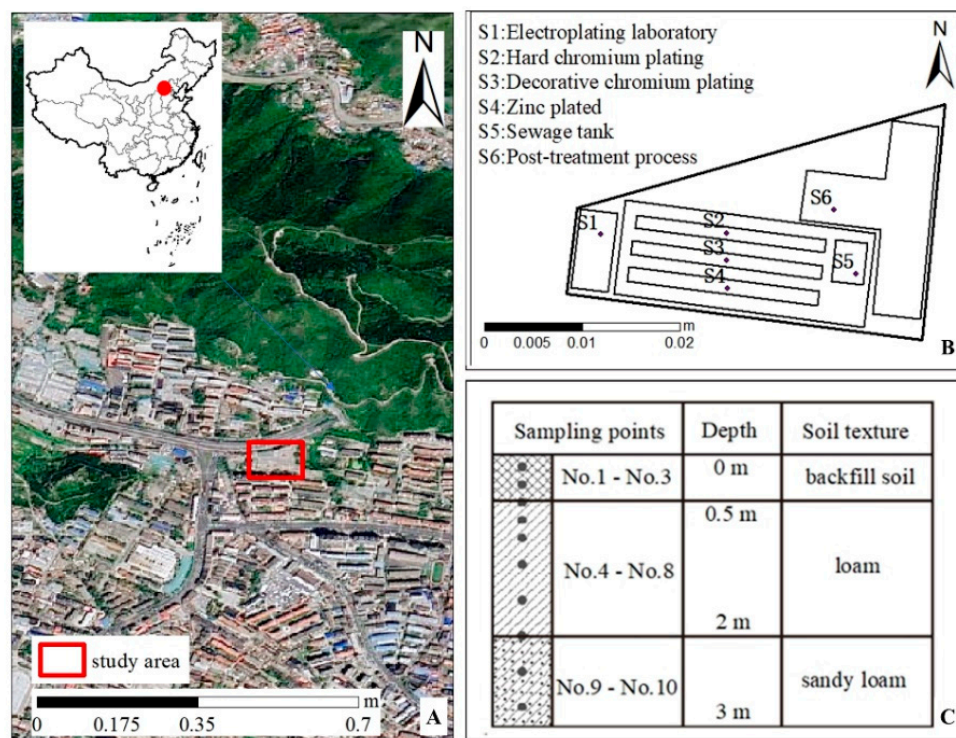 N
study area
m
0 0.175 0.35 0.7
A
S1:Electroplating laboratory
S2:Hard chromium plating
S3:Decorative chromium plating
S4:Zinc plated
S5:Sewage tank
S6:Post-treatment process
N
S6
S1
S2
S3
S5
S4
m
0 0.005 0.01 0.02
B
Sampling points Depth Soil texture
No.1 - No.3 0 m backfill soil
0.5 m
No.4 - No.8 loam
2 m
No.9 - No.10 sandy loam
3 m
C